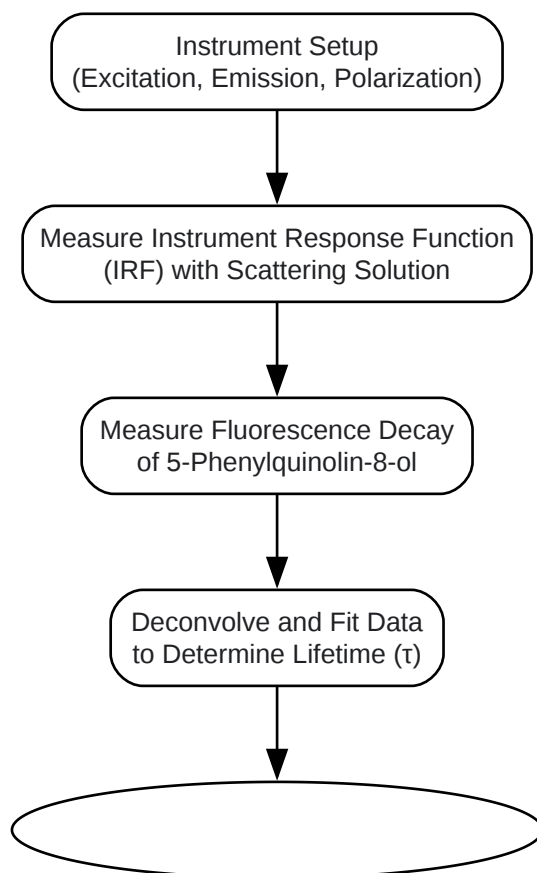 Instrument Setup
(Excitation, Emission, Polarization)
Measure Instrument Response Function
(IRF) with Scattering Solution
Measure Fluorescence Decay
of 5-Phenylquinolin-8-ol
Deconvolve and Fit Data
to Determine Lifetime (τ)